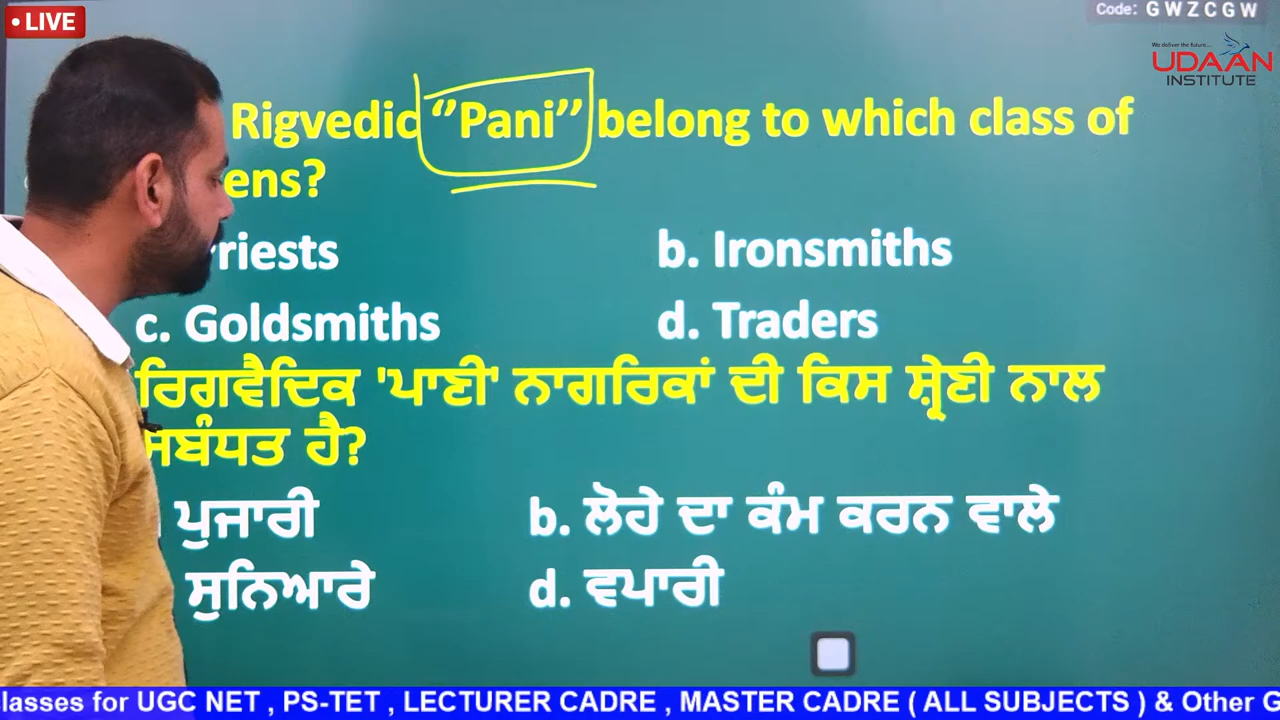 • LIVE
Code: G W Z C G W
We deliver the future...
UDAAN
INSTITUTE
Rigvedic “Pani” belong to which class of
ens?
riests
b. Ironsmiths
c. Goldsmiths
d. Traders
ਰਿਗਵੈਦਿਕ 'ਪਾਣੀ' ਨਾਗਰਿਕਾਂ ਦੀ ਕਿਸ ਸ਼੍ਰੇਣੀ ਨਾਲ
ਸਬੰਧਤ ਹੈ?
ਪੁਜਾਰੀ
b. ਲੋਹੇ ਦਾ ਕੰਮ ਕਰਨ ਵਾਲੇ
ਸੁਨਿਆਰੇ
d. ਵਪਾਰੀ
lasses for UGC NET , PS-TET , LECTURER CADRE , MASTER CADRE ( ALL SUBJECTS ) & Other G